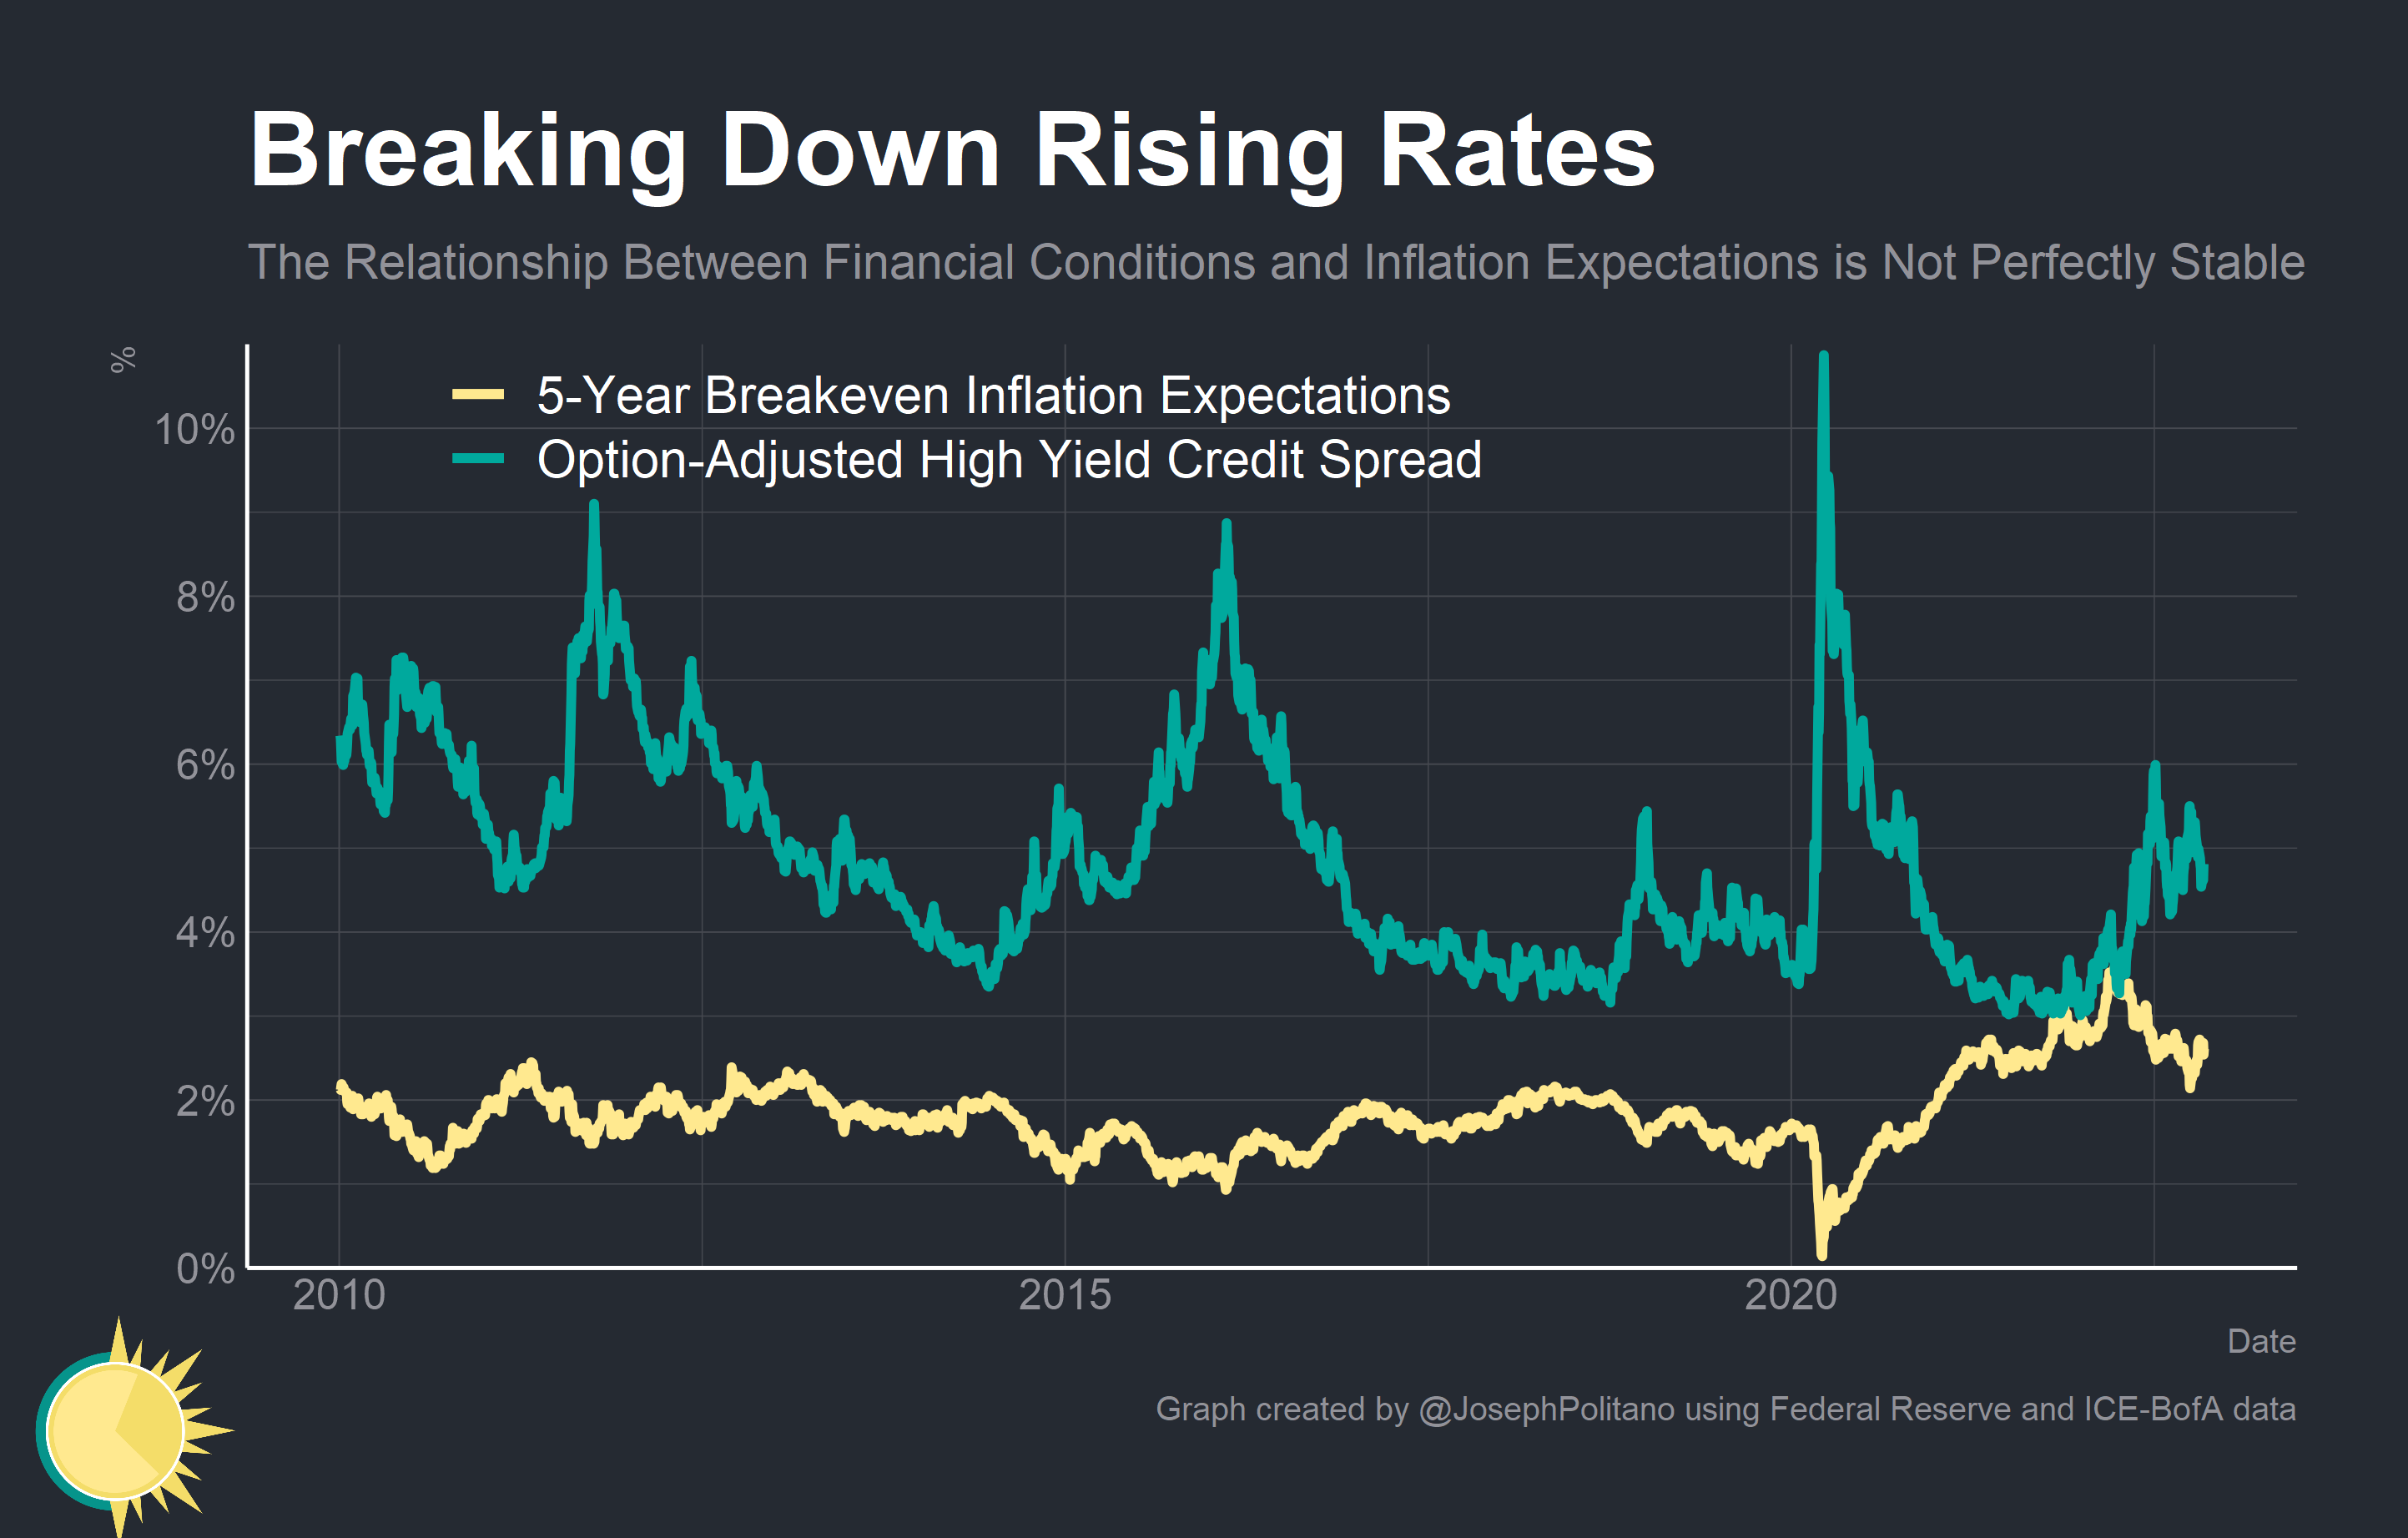 Breaking Down Rising Rates
The Relationship Between Financial Conditions and Inflation Expectations is Not Perfectly Stable
%
5-Year Breakeven Inflation Expectations
Option-Adjusted High Yield Credit Spread
10%
8%
6%
4%
2%
0%
2010
2015
2020
Date
Graph created by @JosephPolitano using Federal Reserve and ICE-BofA data